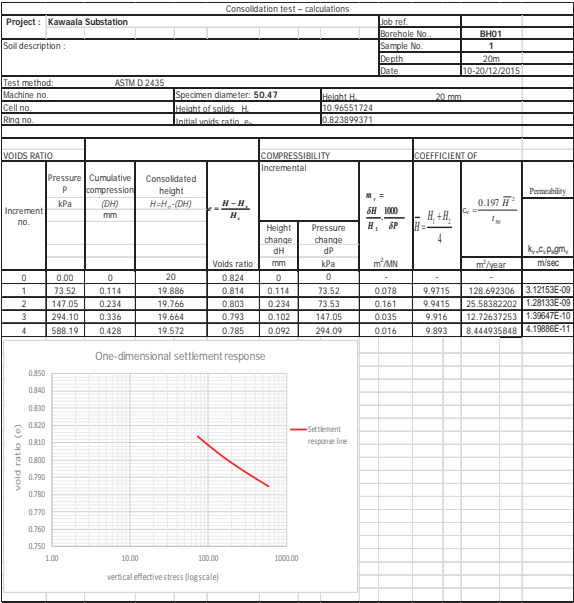 Consolidation test – calculations
Project : Kawaala Substation
Job ref.
Borehole No.. BH01
Soil description :
Sample No. 1
Depth 20m
Date 10-20/12/2015
Test method: ASTM D 2435
Machine no. Specimen diameter: 50.47 Height H 20 mm
Cell no. Height of solids H 10.96551724
Ring no. Initial voids ratio e 0.823899371
VOIDS RATIO COMPRESSIBILITY COEFFICIENT OF
Increment no. Pressure P kPa Cumulative compression (DH) mm Consolidated height H=H₀-(DH) mm e = (H – Hs)/Hs Voids ratio
Incremental
Height change dH mm Pressure change dP kPa
mᵥ = δH/H₁ . 1000/δP m²/MN
H̅ = (H₁ + H₂)/4
cᵥ = 0.197 H̅²/t₅₀ m²/year
Permeability kᵥ=cᵥρwgmᵥ m/sec
0 0.00 0 20 0.824 0 0 - - -
1 73.52 0.114 19.886 0.814 0.114 73.52 0.078 9.9715 128.692306 3.12153E-09
2 147.05 0.234 19.766 0.803 0.234 73.53 0.161 9.9415 25.58382202 1.28133E-09
3 294.10 0.336 19.664 0.793 0.102 147.05 0.035 9.916 12.72637253 1.39647E-10
4 588.19 0.428 19.572 0.785 0.092 294.09 0.016 9.893 8.444935848 4.19886E-11
One-dimensional settlement response
void ratio (e)
0.850
0.840
0.830
0.820
0.810
0.800
0.790
0.780
0.770
0.760
0.750
1.00 10.00 100.00 1000.00
vertical effective stress (log scale)
Settlement
response line